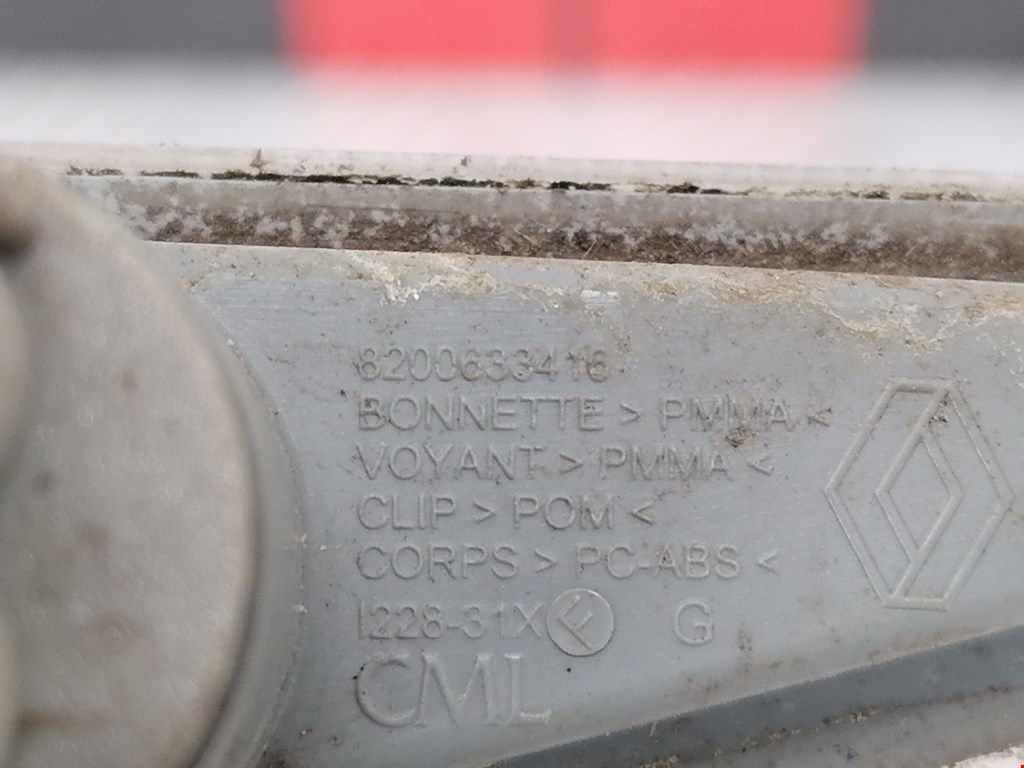 8200633416
BONNETTE > PMMA <
VOYANT > PMMA <
CLIP > POM <
CORPS > PC-ABS <
I228-31X F G
CML